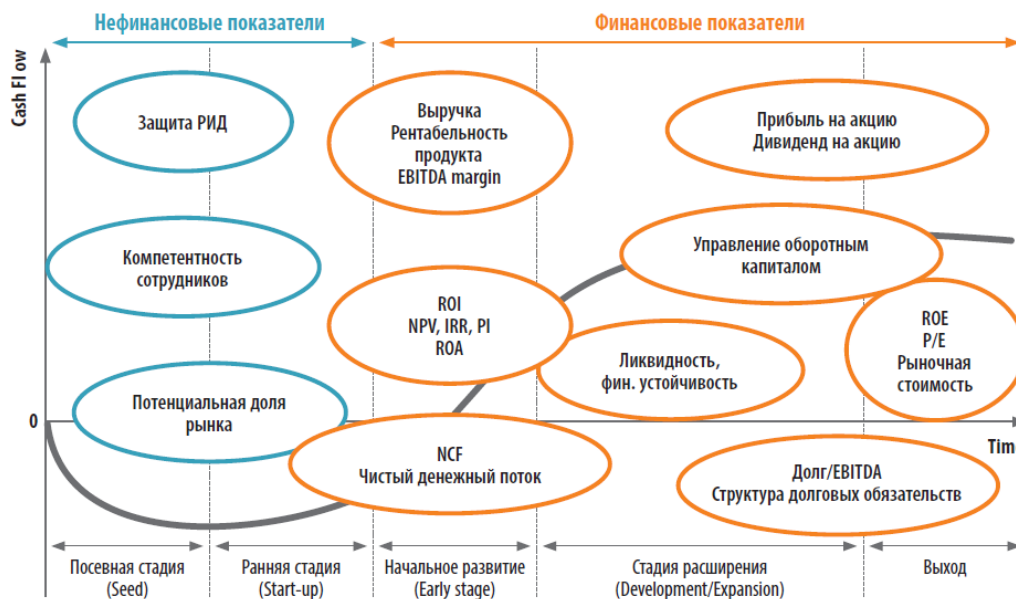 Нефинансовые показатели
Финансовые показатели
Cash Fl ow
Защита РИД
Выручка
Рентабельность
продукта
EBITDA margin
Прибыль на акцию
Дивиденд на акцию
Компетентность
сотрудников
Управление оборотным
капиталом
ROI
NPV, IRR, PI
ROA
Ликвидность,
фин. устойчивость
ROE
P/E
Рыночная
стоимость
Потенциальная доля
рынка
0
Tim
NCF
Чистый денежный поток
Долг/EBITDA
Структура долговых обязательств
Посевная стадия
(Seed)
Ранняя стадия
(Start-up)
Начальное развитие
(Early stage)
Стадия расширения
(Development/Expansion)
Выход